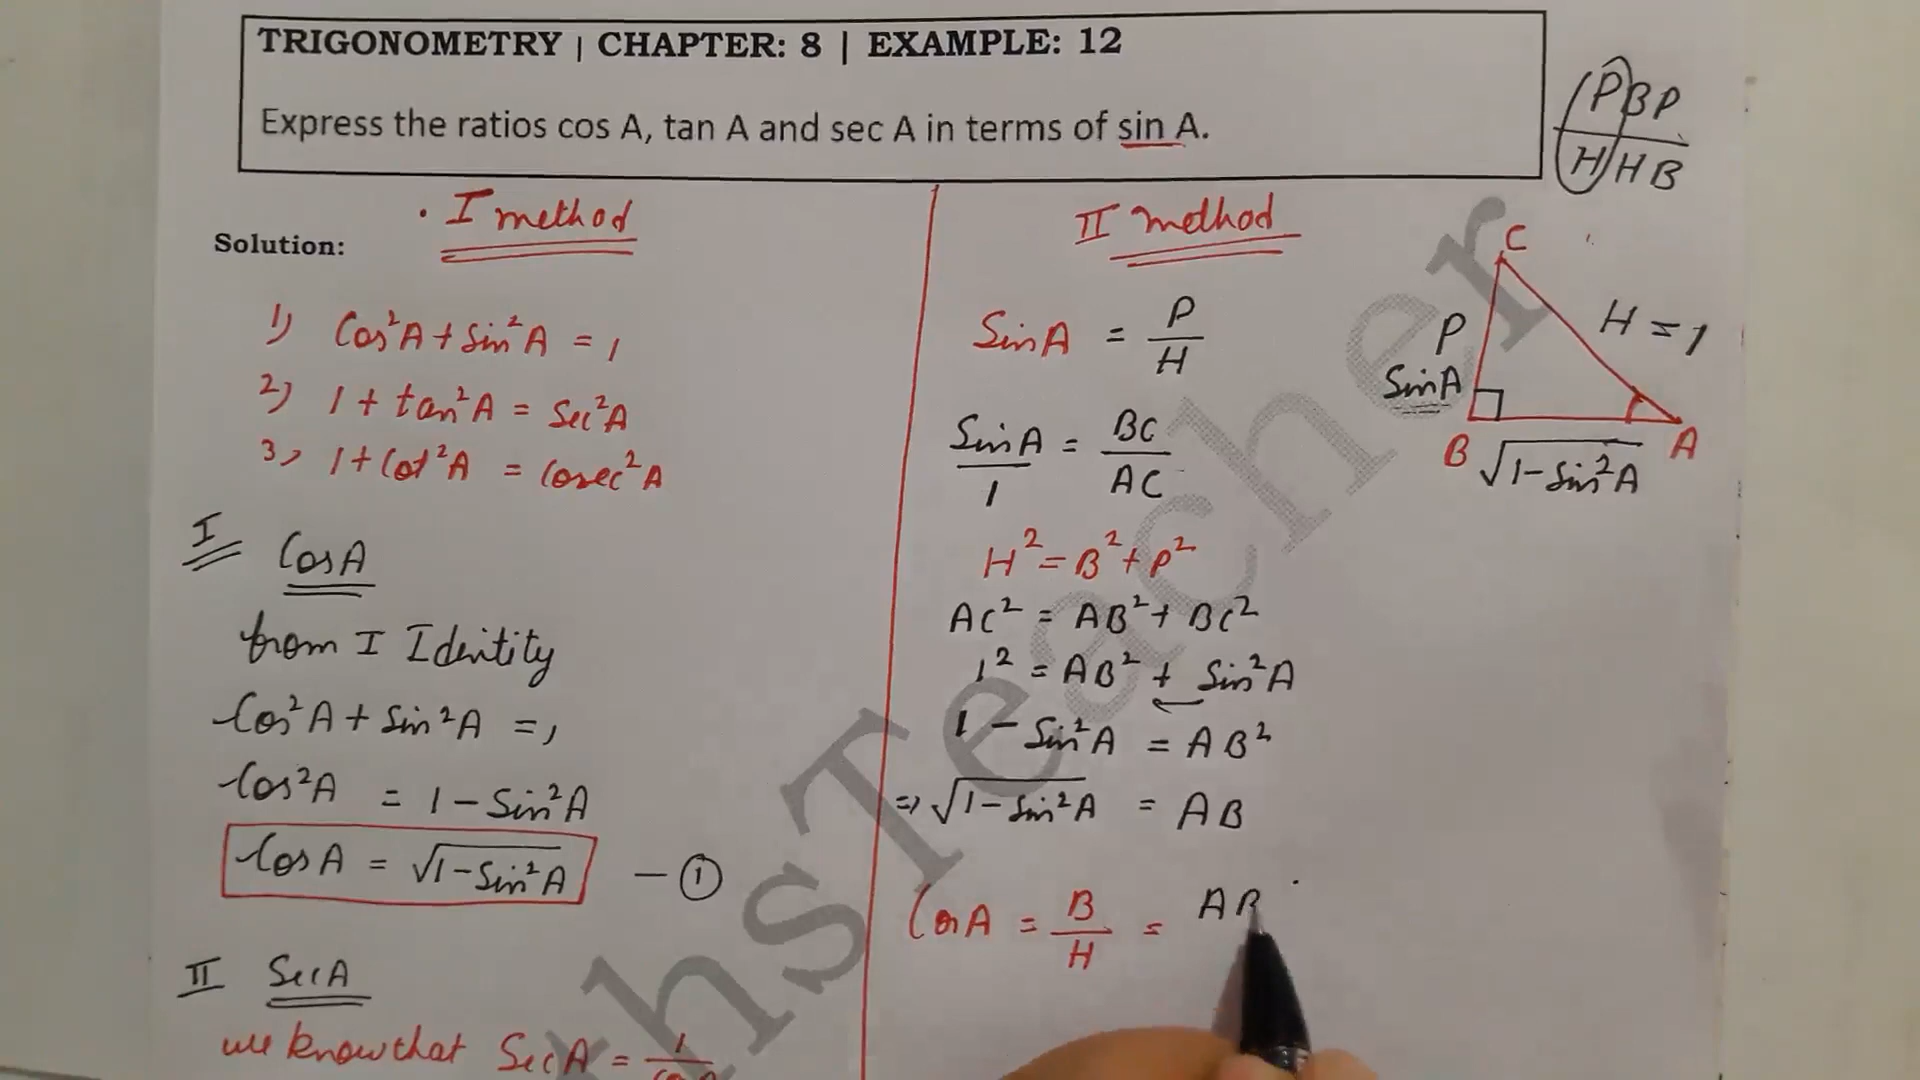 TRIGONOMETRY | CHAPTER: 8 | EXAMPLE: 12
Express the ratios cos A, tan A and sec A in terms of sin A.
P B P
H H B
I method
Solution:
1) Cos²A + Sin²A = 1
2) 1 + tan²A = Sec²A
3) 1 + Cot²A = Cosec²A
I CosA
from I Identity
Cos²A + Sin²A = 1
Cos²A = 1 - Sin²A
CosA = √1-Sin²A — ①
II SecA
we know that SecA = 1/CosA
II method
SinA = P/H
SinA/1 = BC/AC
H² = B² + P²
AC² = AB² + BC²
1² = AB² + Sin²A
1 - Sin²A = AB²
⇒ √1-Sin²A = AB
CosA = B/H = AB
C
P
H = 1
SinA
B
A
√1-Sin²A
hsTeacher